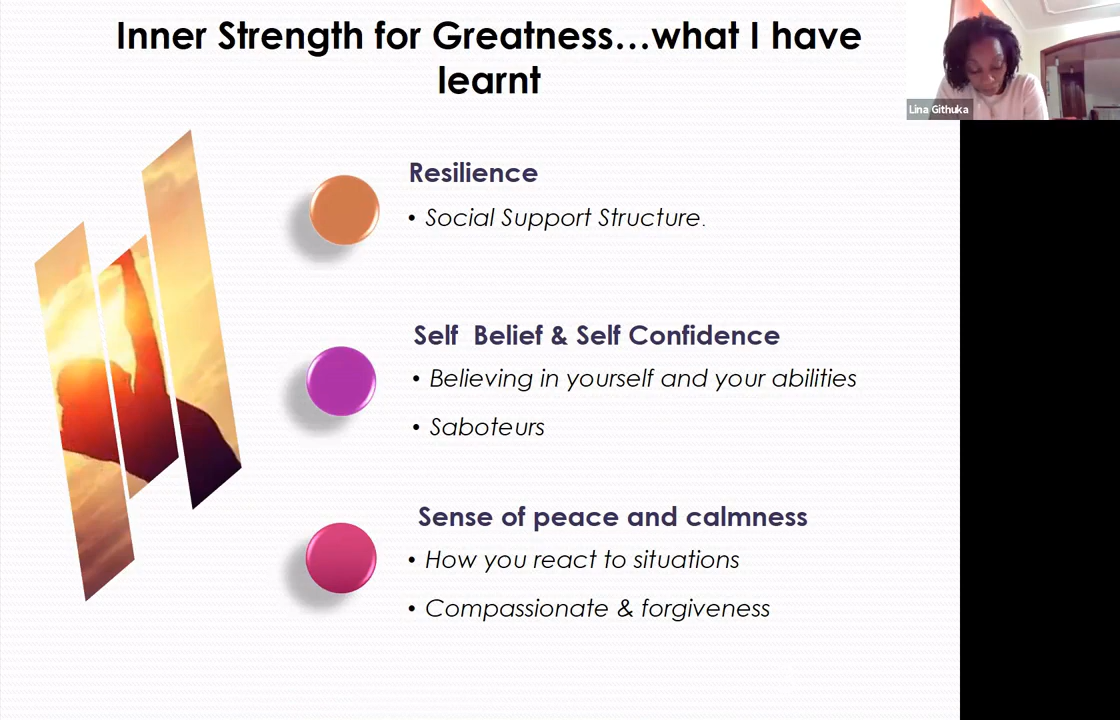 Inner Strength for Greatness...what I have
learnt
Lina Githuka
Resilience
• Social Support Structure.
Self  Belief & Self Confidence
• Believing in yourself and your abilities
• Saboteurs
Sense of peace and calmness
• How you react to situations
• Compassionate & forgiveness